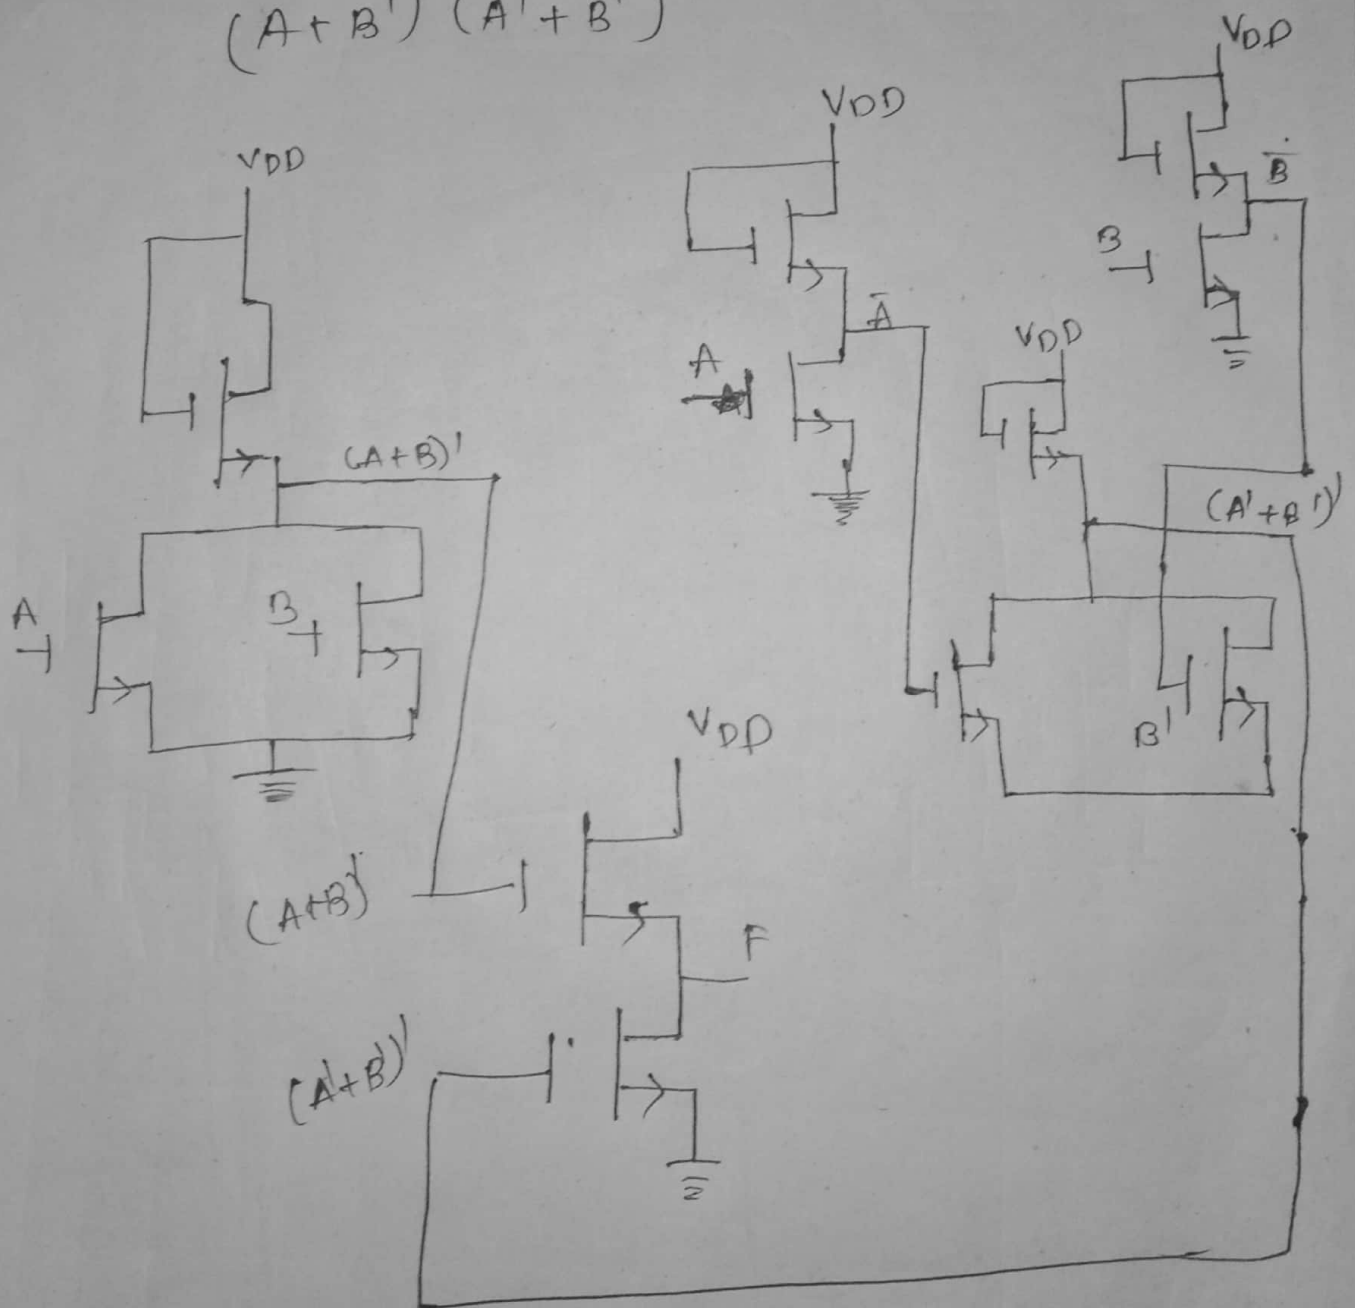 (A+B') (A'+B')
VDD
VDD
VDD
B̄
B
Ā
A
VDD
(A+B)'
(A'+B')'
A
B
B'
VDD
(A+B)'
F
(A'+B')'